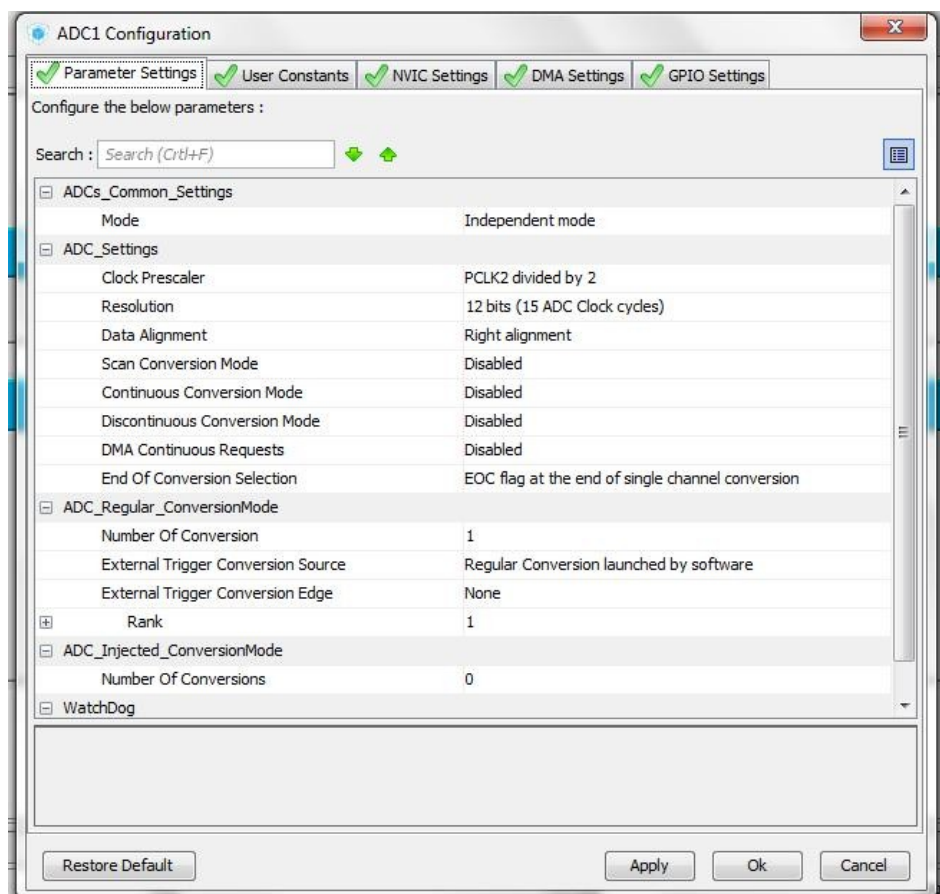 ADC1 Configuration
Parameter Settings User Constants NVIC Settings DMA Settings GPIO Settings
Configure the below parameters :
Search : Search (Crtl+F)
ADCs_Common_Settings
Mode Independent mode
ADC_Settings
Clock Prescaler PCLK2 divided by 2
Resolution 12 bits (15 ADC Clock cycles)
Data Alignment Right alignment
Scan Conversion Mode Disabled
Continuous Conversion Mode Disabled
Discontinuous Conversion Mode Disabled
DMA Continuous Requests Disabled
End Of Conversion Selection EOC flag at the end of single channel conversion
ADC_Regular_ConversionMode
Number Of Conversion 1
External Trigger Conversion Source Regular Conversion launched by software
External Trigger Conversion Edge None
Rank 1
ADC_Injected_ConversionMode
Number Of Conversions 0
WatchDog
Restore Default Apply Ok Cancel